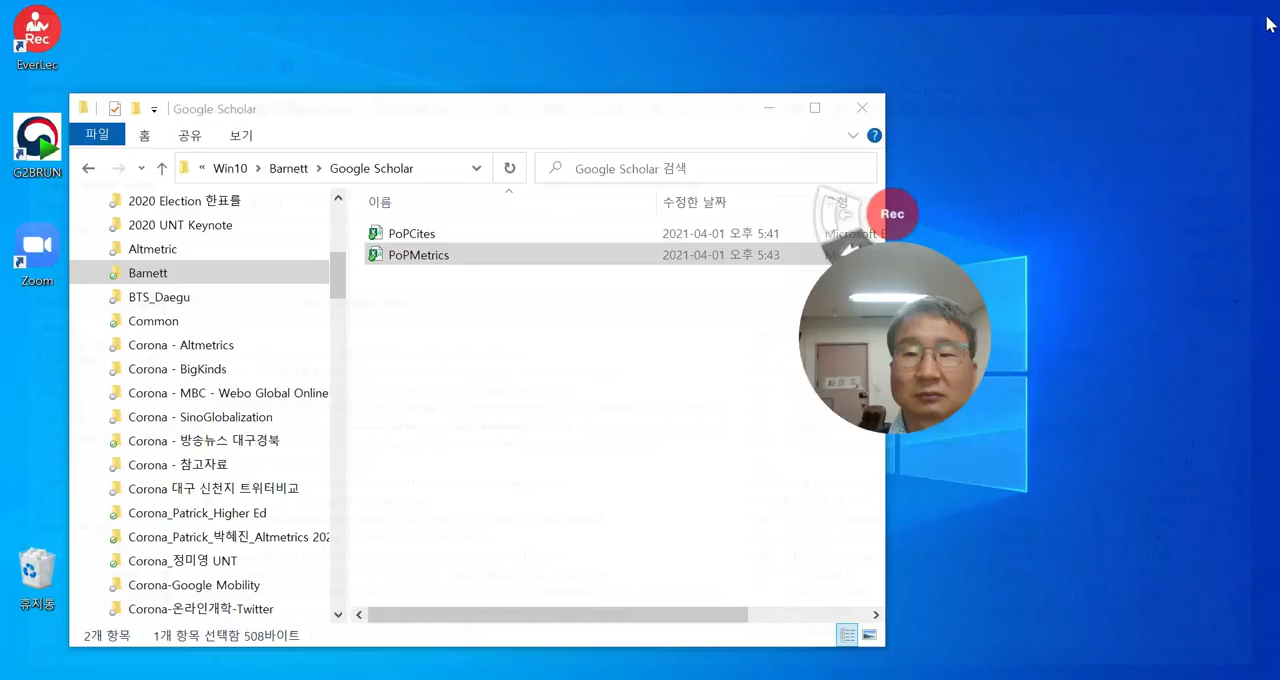 Rec
EverLec
G2BRUN
Zoom
휴지통
Google Scholar
파일 홈 공유 보기
« Win10 > Barnett > Google Scholar
Google Scholar 검색
2020 Election 한표를
2020 UNT Keynote
Altmetric
Barnett
BTS_Daegu
Common
Corona - Altmetrics
Corona - BigKinds
Corona - MBC - Webo Global Online
Corona - SinoGlobalization
Corona - 방송뉴스 대구경북
Corona - 참고자료
Corona 대구 신천지 트위터비교
Corona_Patrick_Higher Ed
Corona_Patrick_박혜진_Altmetrics 202
Corona_정미영 UNT
Corona-Google Mobility
Corona-온라인개학-Twitter
이름 수정한 날짜 유형
PoPCites 2021-04-01 오후 5:41 Microsoft E
PoPMetrics 2021-04-01 오후 5:43 Mi
Rec
2개 항목 1개 항목 선택함 508바이트